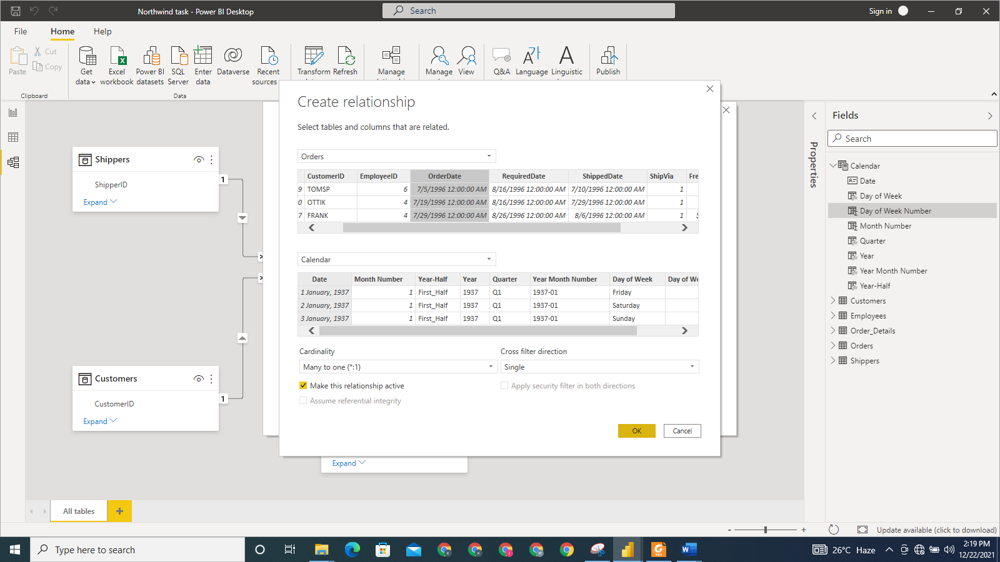 Northwind task - Power BI Desktop
Search
Sign in
File
Home
Help
Paste
Cut
Copy
Get data
Excel workbook
Power BI datasets
SQL Server
Enter data
Dataverse
Recent sources
Transform
Refresh
Manage
Manage
View
Q&A
Language
Linguistic
Publish
Clipboard
Data
Create relationship
Select tables and columns that are related.
Orders
CustomerID EmployeeID OrderDate RequiredDate ShippedDate ShipVia Fre
9 TOMSP 6 7/5/1996 12:00:00 AM 8/16/1996 12:00:00 AM 7/10/1996 12:00:00 AM 1
0 OTTIK 4 7/19/1996 12:00:00 AM 8/16/1996 12:00:00 AM 7/29/1996 12:00:00 AM 1
7 FRANK 4 7/29/1996 12:00:00 AM 8/26/1996 12:00:00 AM 8/6/1996 12:00:00 AM 1
Calendar
Date Month Number Year-Half Year Quarter Year Month Number Day of Week Day of We
1 January, 1937 1 First_Half 1937 Q1 1937-01 Friday
2 January, 1937 1 First_Half 1937 Q1 1937-01 Saturday
3 January, 1937 1 First_Half 1937 Q1 1937-01 Sunday
Cardinality
Many to one (*:1)
Cross filter direction
Single
Make this relationship active
Apply security filter in both directions
Assume referential integrity
OK
Cancel
Shippers
ShipperID
Expand
1
Customers
CustomerID
Expand
1
Expand
Properties
Fields
Search
Calendar
Date
Day of Week
Day of Week Number
Month Number
Quarter
Year
Year Month Number
Year-Half
Customers
Employees
Order_Details
Orders
Shippers
All tables
- +
Update available (click to download)
Type here to search
26°C Haze
2:19 PM
12/22/2021